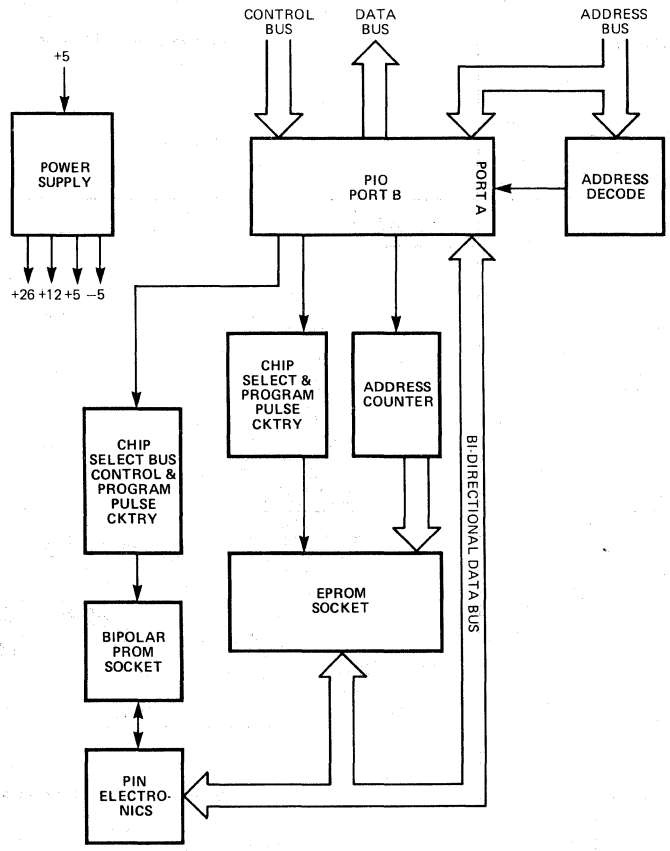 CONTROL
BUS
DATA
BUS
ADDRESS
BUS
+5
POWER
SUPPLY
+26 +12 +5 −5
PIO
PORT B
PORT A
ADDRESS
DECODE
CHIP
SELECT &
PROGRAM
PULSE
CKTRY
ADDRESS
COUNTER
CHIP
SELECT BUS
CONTROL &
PROGRAM
PULSE
CKTRY
BI-DIRECTIONAL DATA BUS
EPROM
SOCKET
BIPOLAR
PROM
SOCKET
PIN
ELECTRO-
NICS